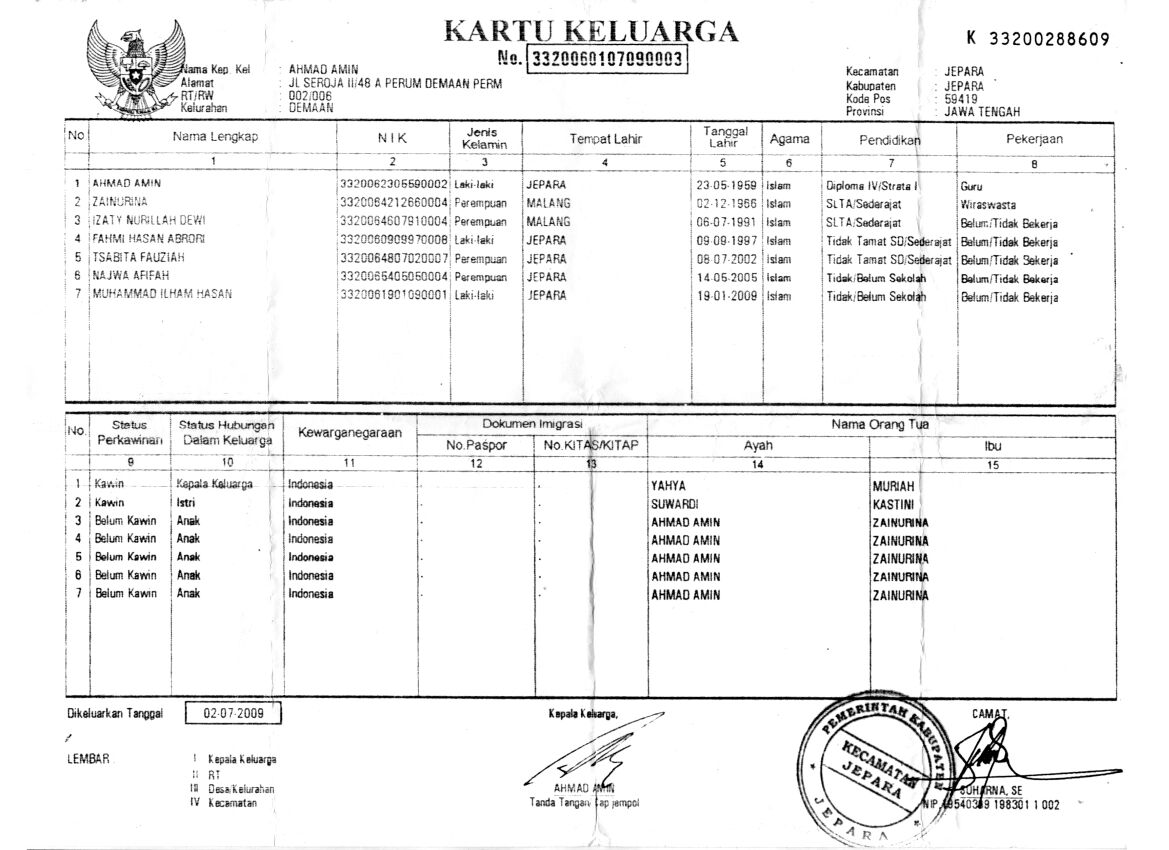 KARTU KELUARGA
No. 3320060107090003
K 33200288609
Nama Kep. Kel : AHMAD AMIN
Alamat : JL SEROJA II/48 A PERUM DEMAAN PERM
RT/RW : 002/006
Kelurahan : DEMAAN
Kecamatan : JEPARA
Kabupaten : JEPARA
Kode Pos : 59419
Provinsi : JAWA TENGAH
No. Nama Lengkap NIK Jenis Kelamin Tempat Lahir Tanggal Lahir Agama Pendidikan Pekerjaan
1 2 3 4 5 6 7 8
1 AHMAD AMIN 3320062305590002 Laki-laki JEPARA 23-05-1959 Islam Diploma IV/Strata I Guru
2 ZAINURINA 3320064212660004 Perempuan MALANG 02-12-1966 Islam SLTA/Sederajat Wiraswasta
3 IZATY NURILLAH DEWI 3320064607910004 Perempuan MALANG 06-07-1991 Islam SLTA/Sederajat Belum/Tidak Bekerja
4 FAHMI HASAN ABRORI 3320060909970008 Laki-laki JEPARA 09-09-1997 Islam Tidak Tamat SD/Sederajat Belum/Tidak Bekerja
5 TSABITA FAUZIAH 3320064807020007 Perempuan JEPARA 08-07-2002 Islam Tidak Tamat SD/Sederajat Belum/Tidak Bekerja
6 NAJWA AFIFAH 3320065405050004 Perempuan JEPARA 14-05-2005 Islam Tidak/Belum Sekolah Belum/Tidak Bekerja
7 MUHAMMAD ILHAM HASAN 3320061901090001 Laki-laki JEPARA 19-01-2009 Islam Tidak/Belum Sekolah Belum/Tidak Bekerja
No. Status Perkawinan Status Hubungan Dalam Keluarga Kewarganegaraan Dokumen Imigrasi Nama Orang Tua
No.Paspor No.KITAS/KITAP Ayah Ibu
9 10 11 12 13 14 15
1 Kawin Kepala Keluarga Indonesia - - YAHYA MURIAH
2 Kawin Istri Indonesia - - SUWARDI KASTINI
3 Belum Kawin Anak Indonesia - - AHMAD AMIN ZAINURINA
4 Belum Kawin Anak Indonesia - - AHMAD AMIN ZAINURINA
5 Belum Kawin Anak Indonesia - - AHMAD AMIN ZAINURINA
6 Belum Kawin Anak Indonesia - - AHMAD AMIN ZAINURINA
7 Belum Kawin Anak Indonesia - - AHMAD AMIN ZAINURINA
Dikeluarkan Tanggal 02-07-2009
LEMBAR :
I Kepala Keluarga
II RT
III Desa/Kelurahan
IV Kecamatan
Kepala Keluarga,
AHMAD AMIN
Tanda Tangan/Cap jempol
PEMERINTAH KABUPATEN
KECAMATAN
JEPARA
JEPARA
CAMAT,
SUHARNA, SE
NIP. 198301 1 002